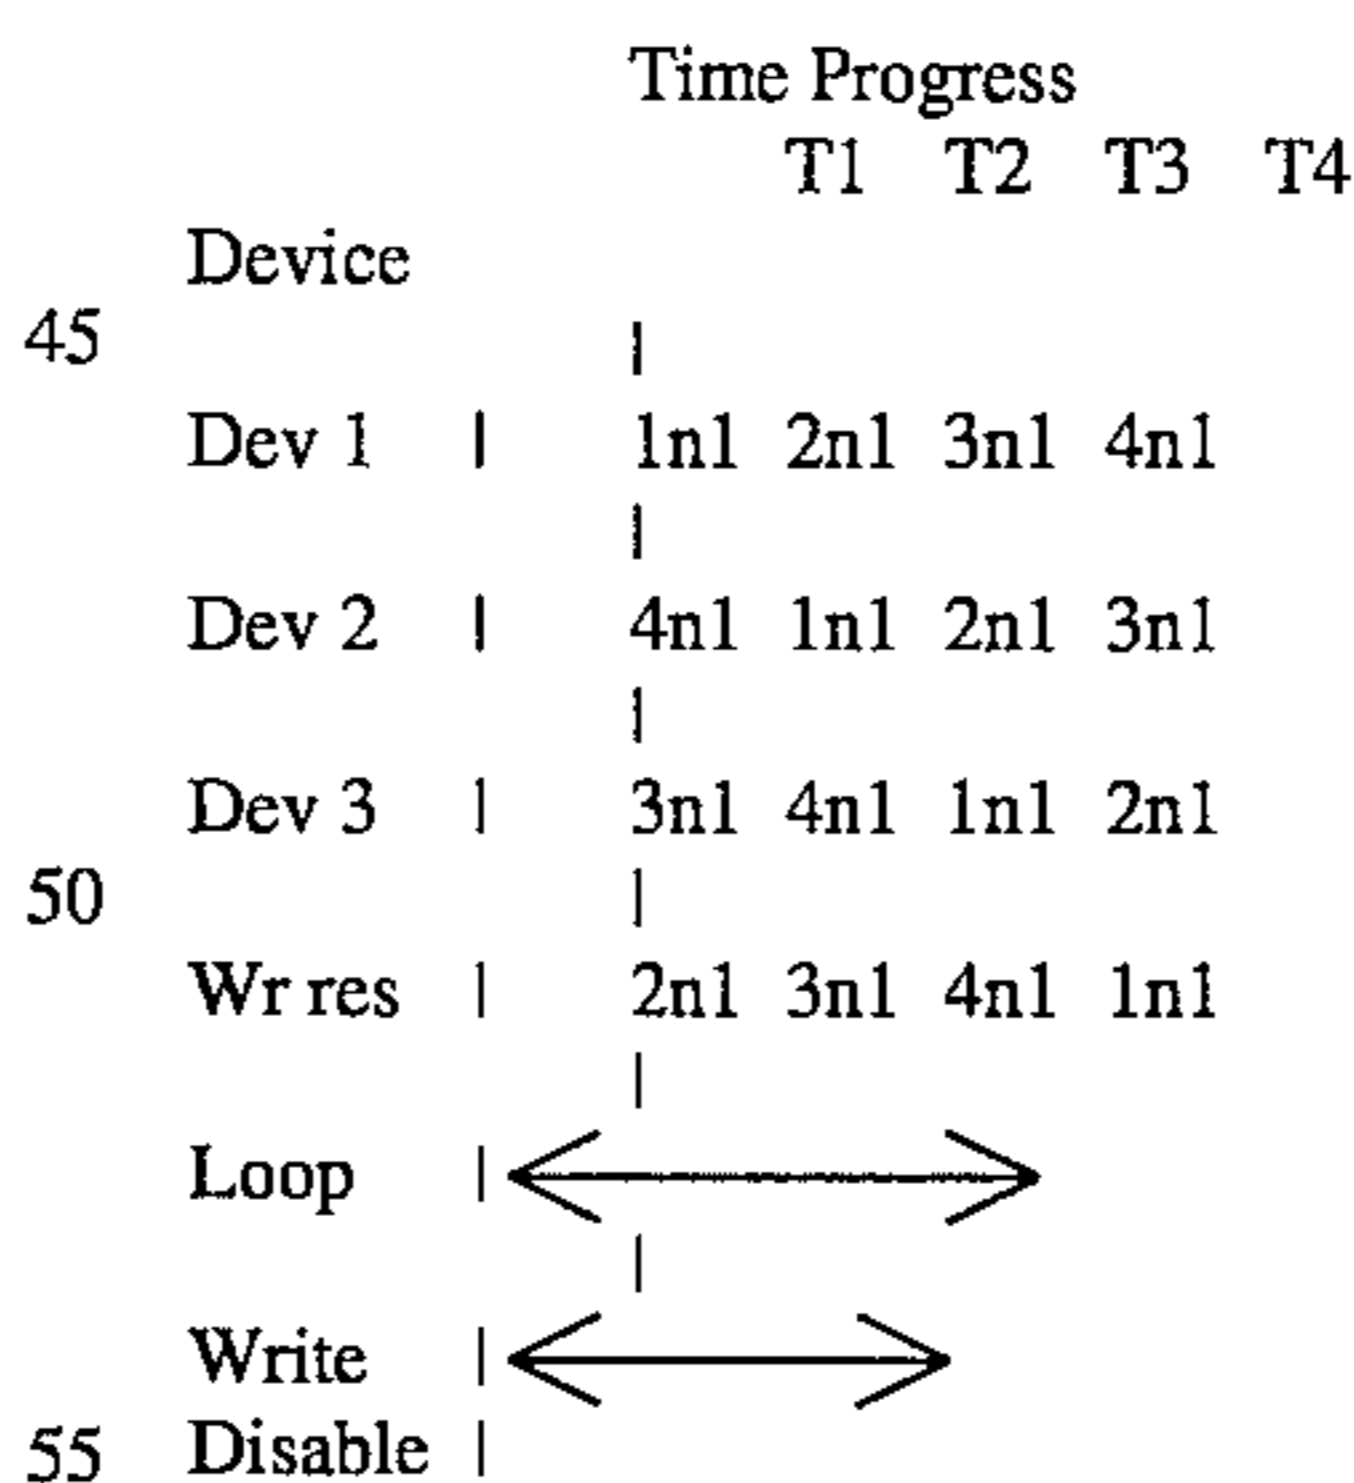 Time Progress
T1 T2 T3 T4
Device
45
|
Dev 1 | 1n1 2n1 3n1 4n1
|
Dev 2 | 4n1 1n1 2n1 3n1
|
Dev 3 | 3n1 4n1 1n1 2n1
50 |
Wr res | 2n1 3n1 4n1 1n1
|
Loop |
|
Write |
55 Disable |